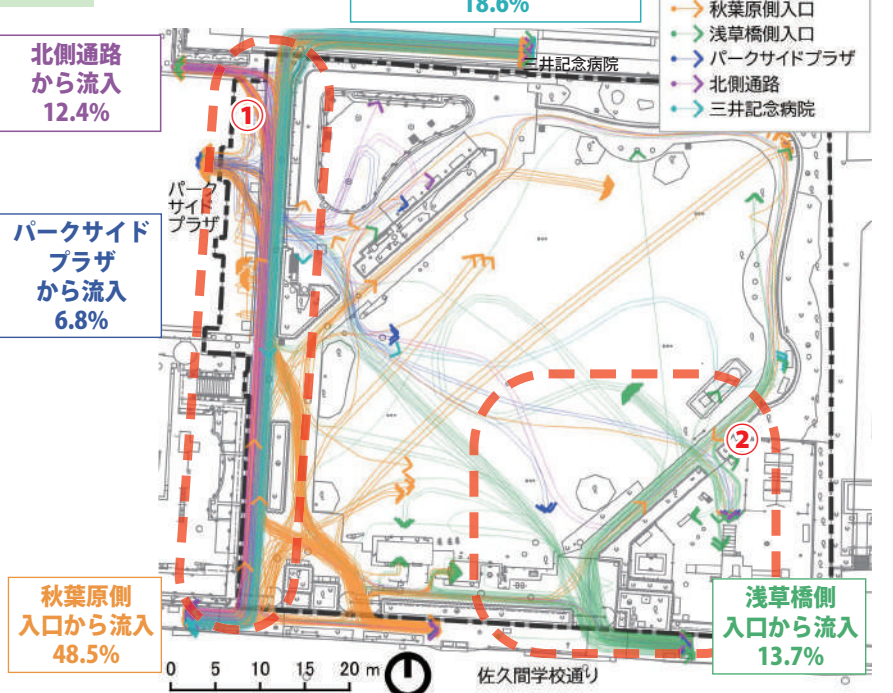 18.6%
秋葉原側入口
浅草橋側入口
パークサイドプラザ
北側通路
三井記念病院
三井記念病院
北側通路
から流入
12.4%
①
パーク
サイド
プラザ
パークサイド
プラザ
から流入
6.8%
②
秋葉原側
入口から流入
48.5%
浅草橋側
入口から流入
13.7%
0 5 10 15 20 m
佐久間学校通り